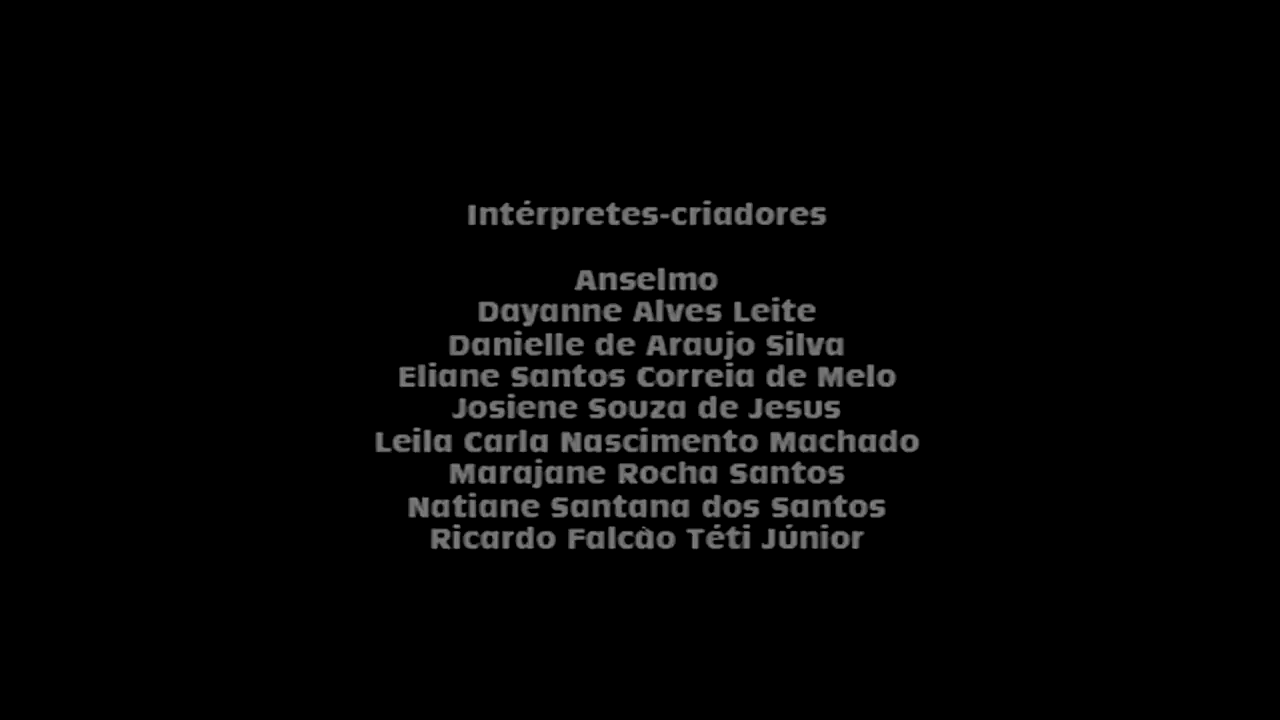 Intérpretes-criadores
Anselmo
Dayanne Alves Leite
Danielle de Araujo Silva
Eliane Santos Correia de Melo
Josiene Souza de Jesus
Leila Carla Nascimento Machado
Marajane Rocha Santos
Natiane Santana dos Santos
Ricardo Falcào Téti Júnior